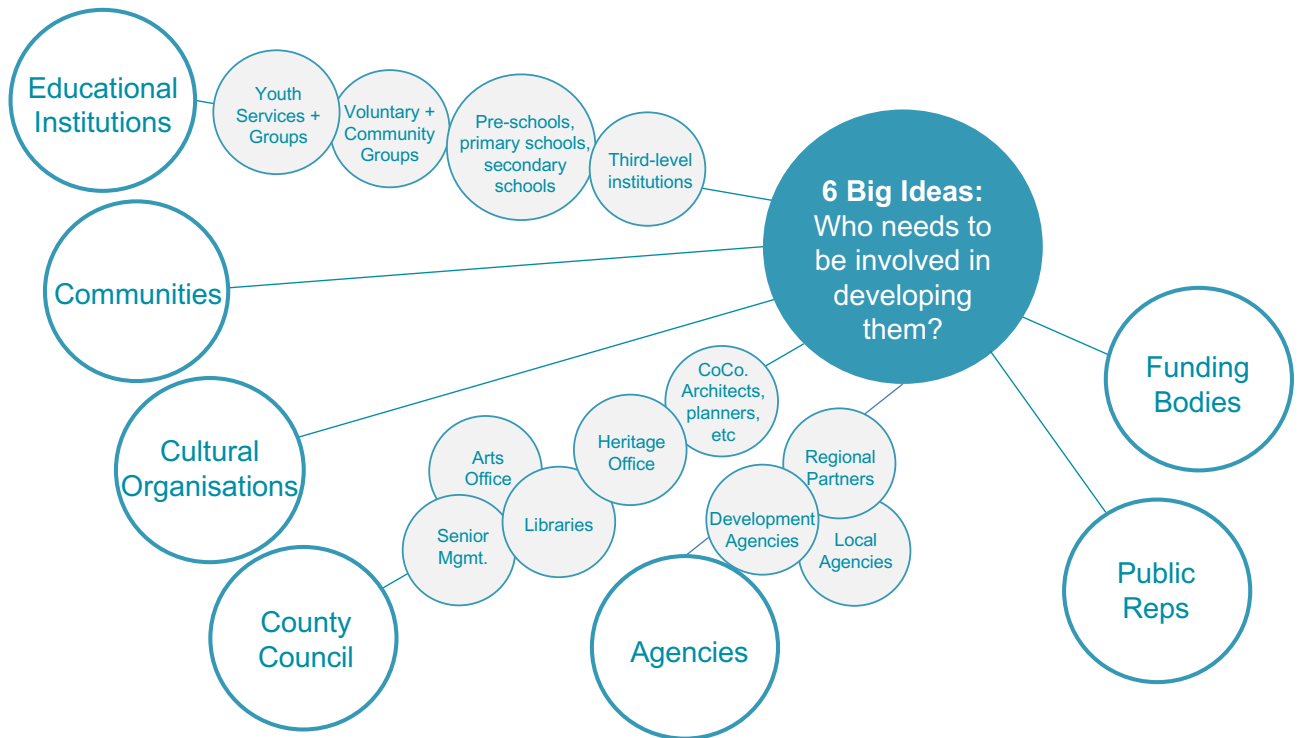 Educational
Institutions
Youth
Services +
Groups
Voluntary +
Community
Groups
Pre-schools,
primary schools,
secondary
schools
Third-level
institutions
6 Big Ideas:
Who needs to
be involved in
developing
them?
Communities
Cultural
Organisations
County
Council
Senior
Mgmt.
Arts
Office
Libraries
Heritage
Office
CoCo.
Architects,
planners,
etc
Agencies
Development
Agencies
Local
Agencies
Regional
Partners
Public
Reps
Funding
Bodies